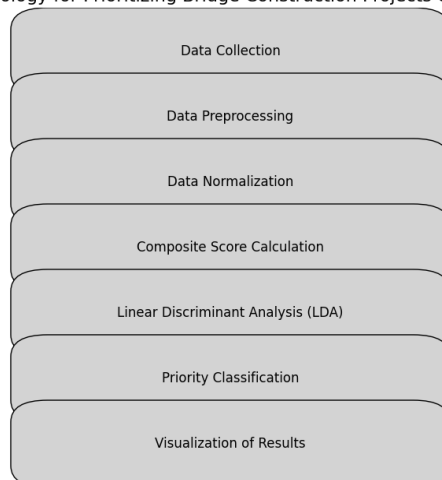 ology for Prioritizing Bridge Construction Projects
Data Collection
Data Preprocessing
Data Normalization
Composite Score Calculation
Linear Discriminant Analysis (LDA)
Priority Classification
Visualization of Results